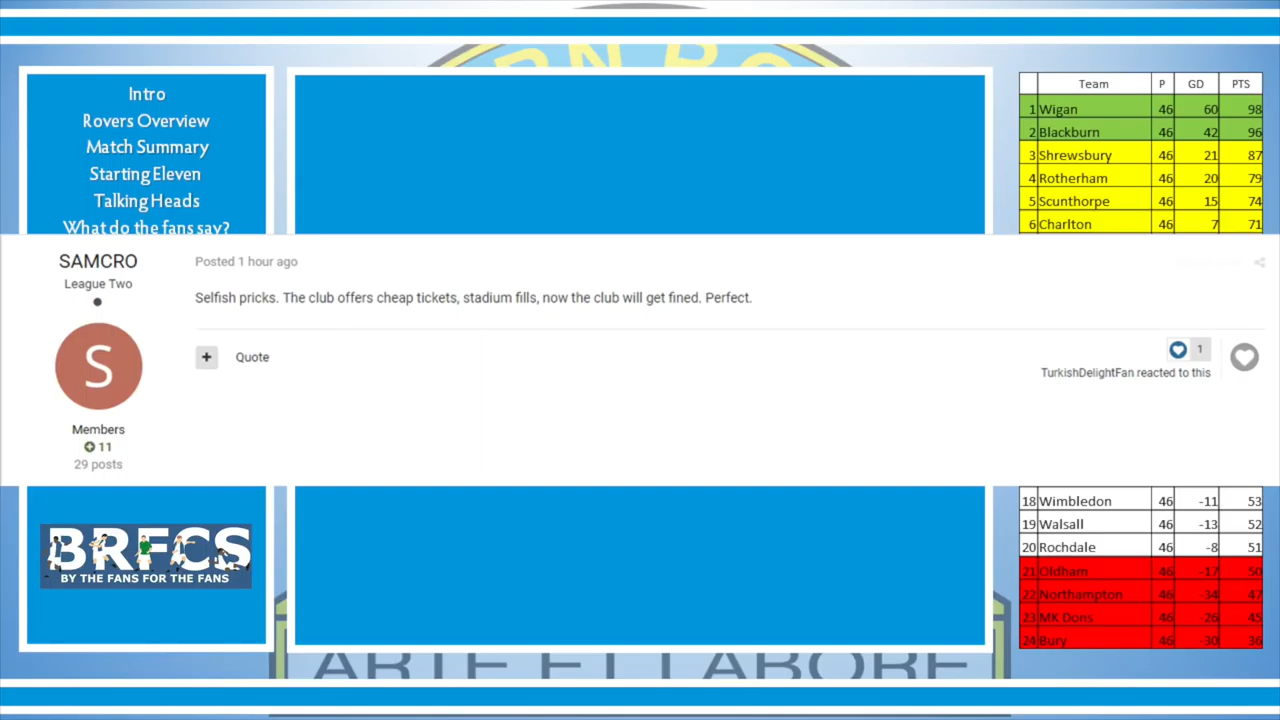 RN RO
Intro
Rovers Overview
Match Summary
Starting Eleven
Talking Heads
What do the fans say?
Team P GD PTS
1 Wigan 46 60 98
2 Blackburn 46 42 96
3 Shrewsbury 46 21 87
4 Rotherham 46 20 79
5 Scunthorpe 46 15 74
6 Charlton 46 7 71
SAMCRO
League Two
S
Members
11
29 posts
Posted 1 hour ago
Selfish pricks. The club offers cheap tickets, stadium fills, now the club will get fined. Perfect.
+ Quote
1
TurkishDelightFan reacted to this
BRFCS
BY THE FANS FOR THE FANS
18 Wimbledon 46 -11 53
19 Walsall 46 -13 52
20 Rochdale 46 -8 51
21 Oldham 46 -17 50
22 Northampton 46 -34 47
23 MK Dons 46 -26 45
24 Bury 46 -30 36
ARTE ET LABORE